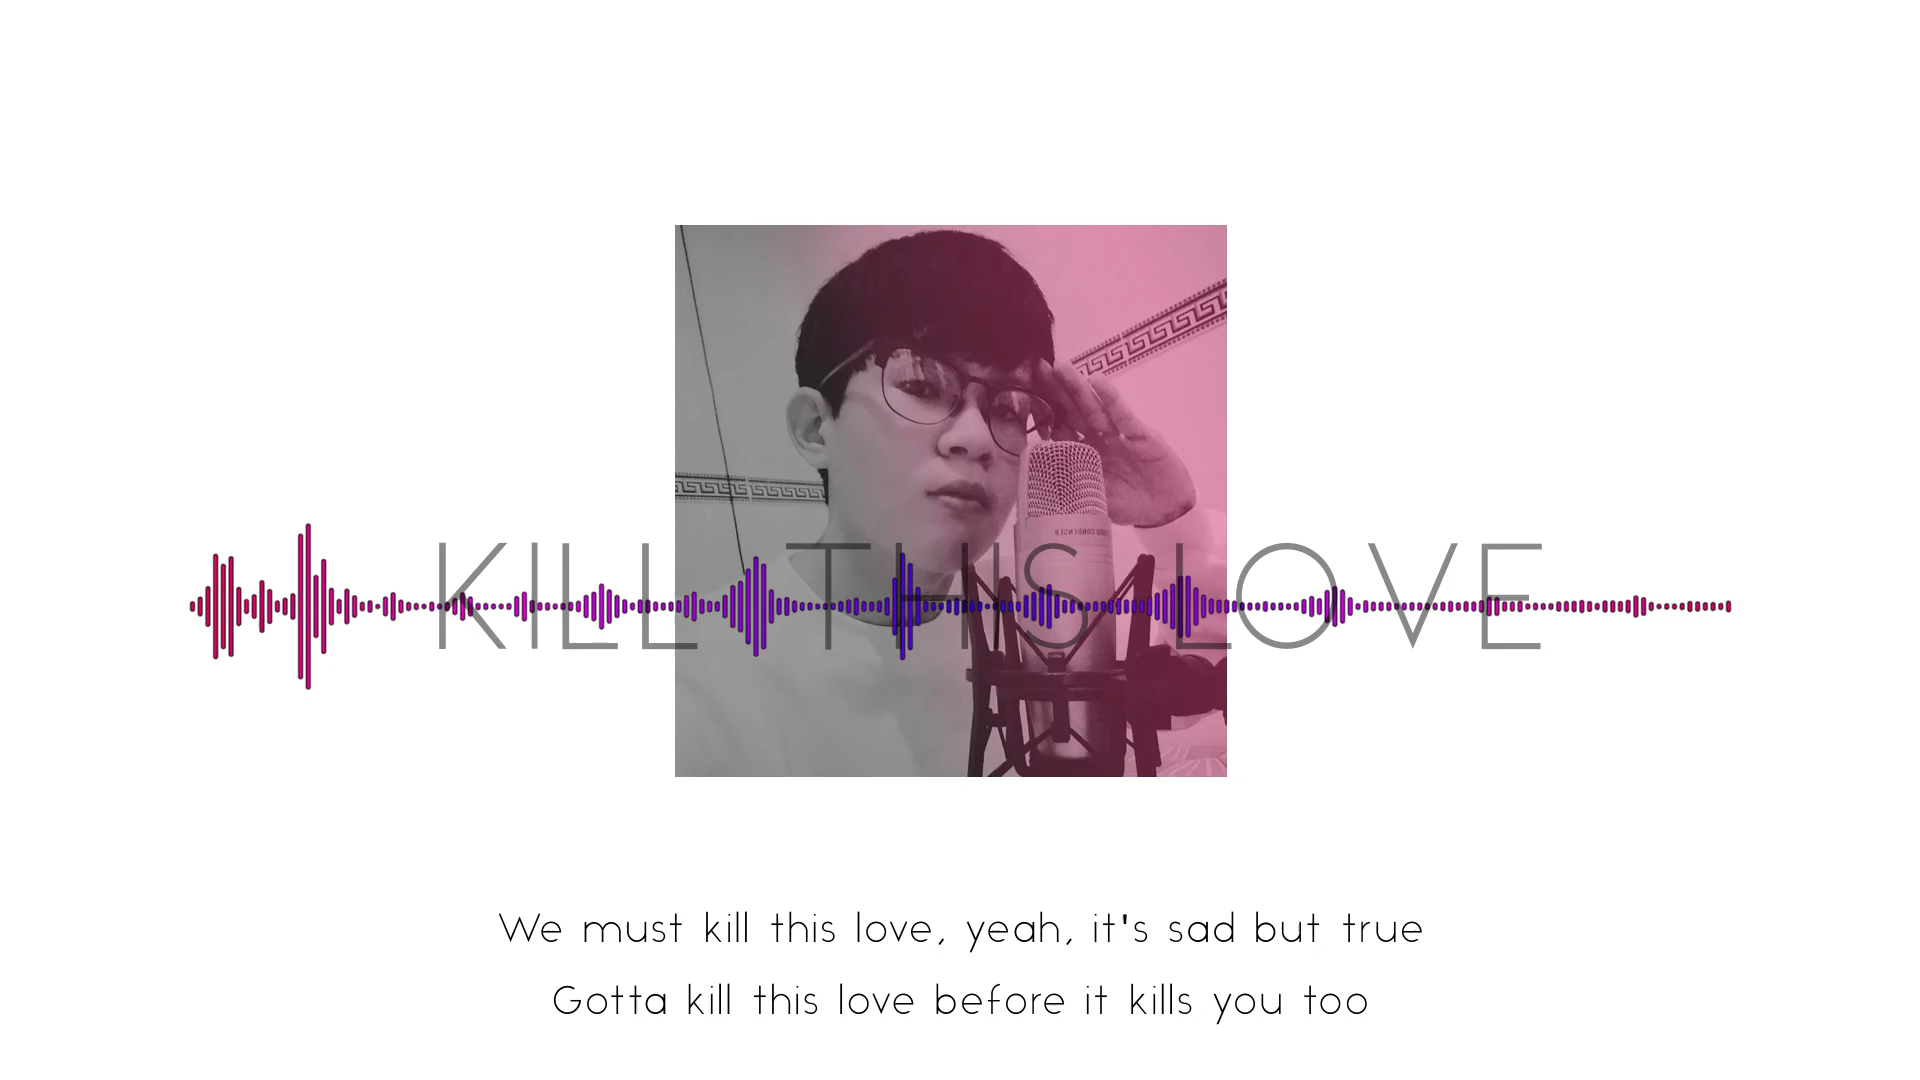 KILL THIS LOVE
We must kill this love, yeah, it's sad but true
Gotta kill this love before it kills you too